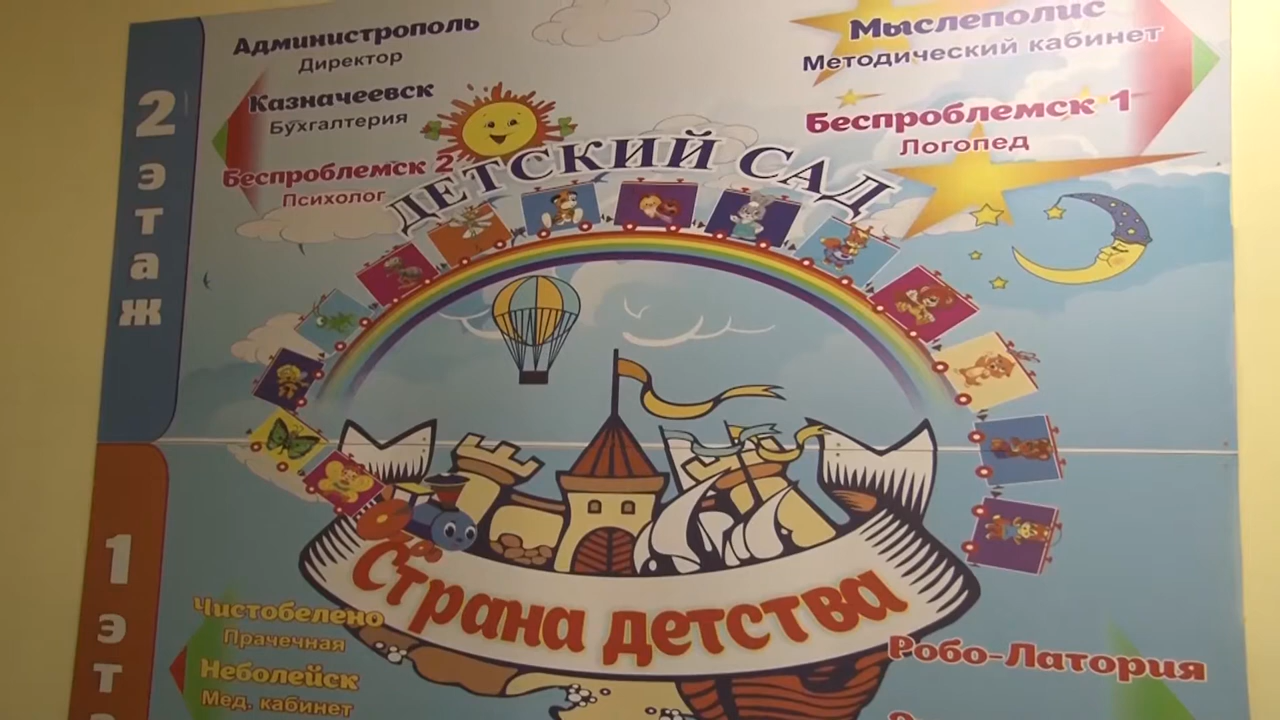 2 этаж
Администрополь
Директор
Казначеевск
Бухгалтерия
Беспроблемск 2
Психолог
Мыслеполис
Методический кабинет
Беспроблемск 1
Логопед
ДЕТСКИЙ САД
Страна детства
1 эт
Чистобелено
Прачечная
Неболейск
Мед. кабинет
Робо-Латория